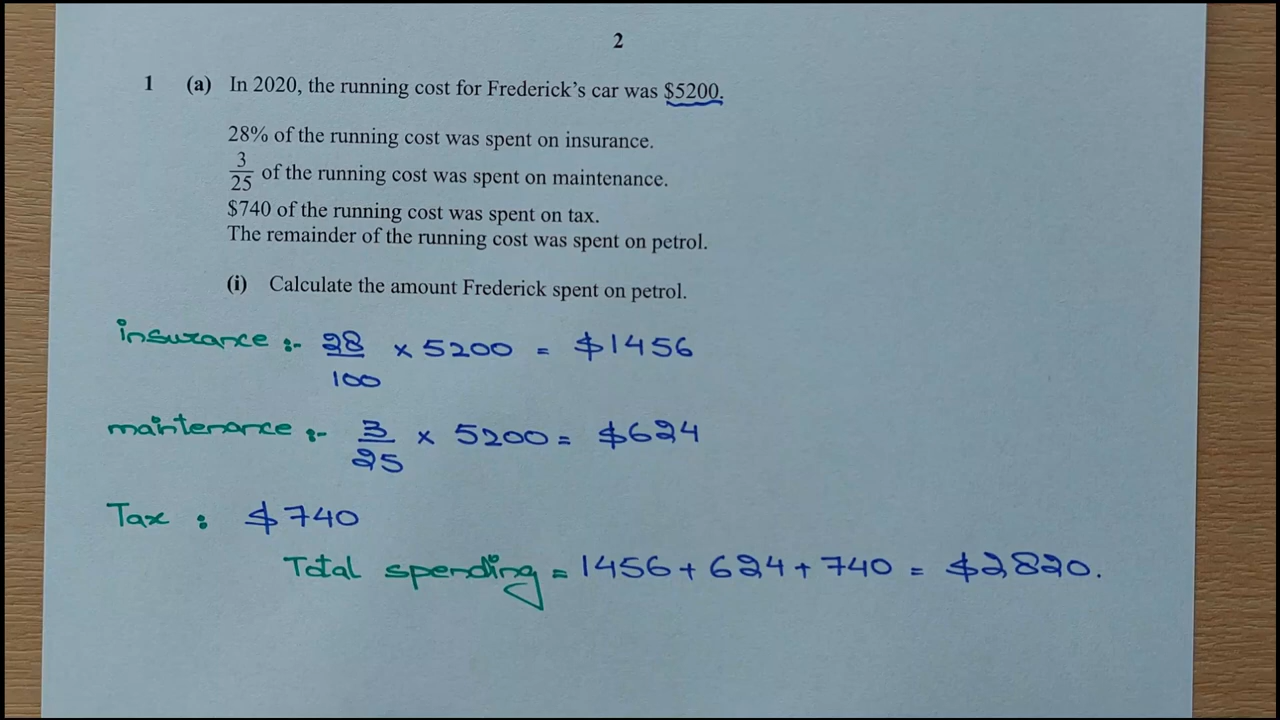 2
1 (a) In 2020, the running cost for Frederick's car was $5200.
28% of the running cost was spent on insurance.
3/25 of the running cost was spent on maintenance.
$740 of the running cost was spent on tax.
The remainder of the running cost was spent on petrol.
(i) Calculate the amount Frederick spent on petrol.
insurance :- 28/100 × 5200 = $1456
maintenance :- 3/25 × 5200 = $624
Tax : $740
Total spending = 1456 + 624 + 740 = $2820.